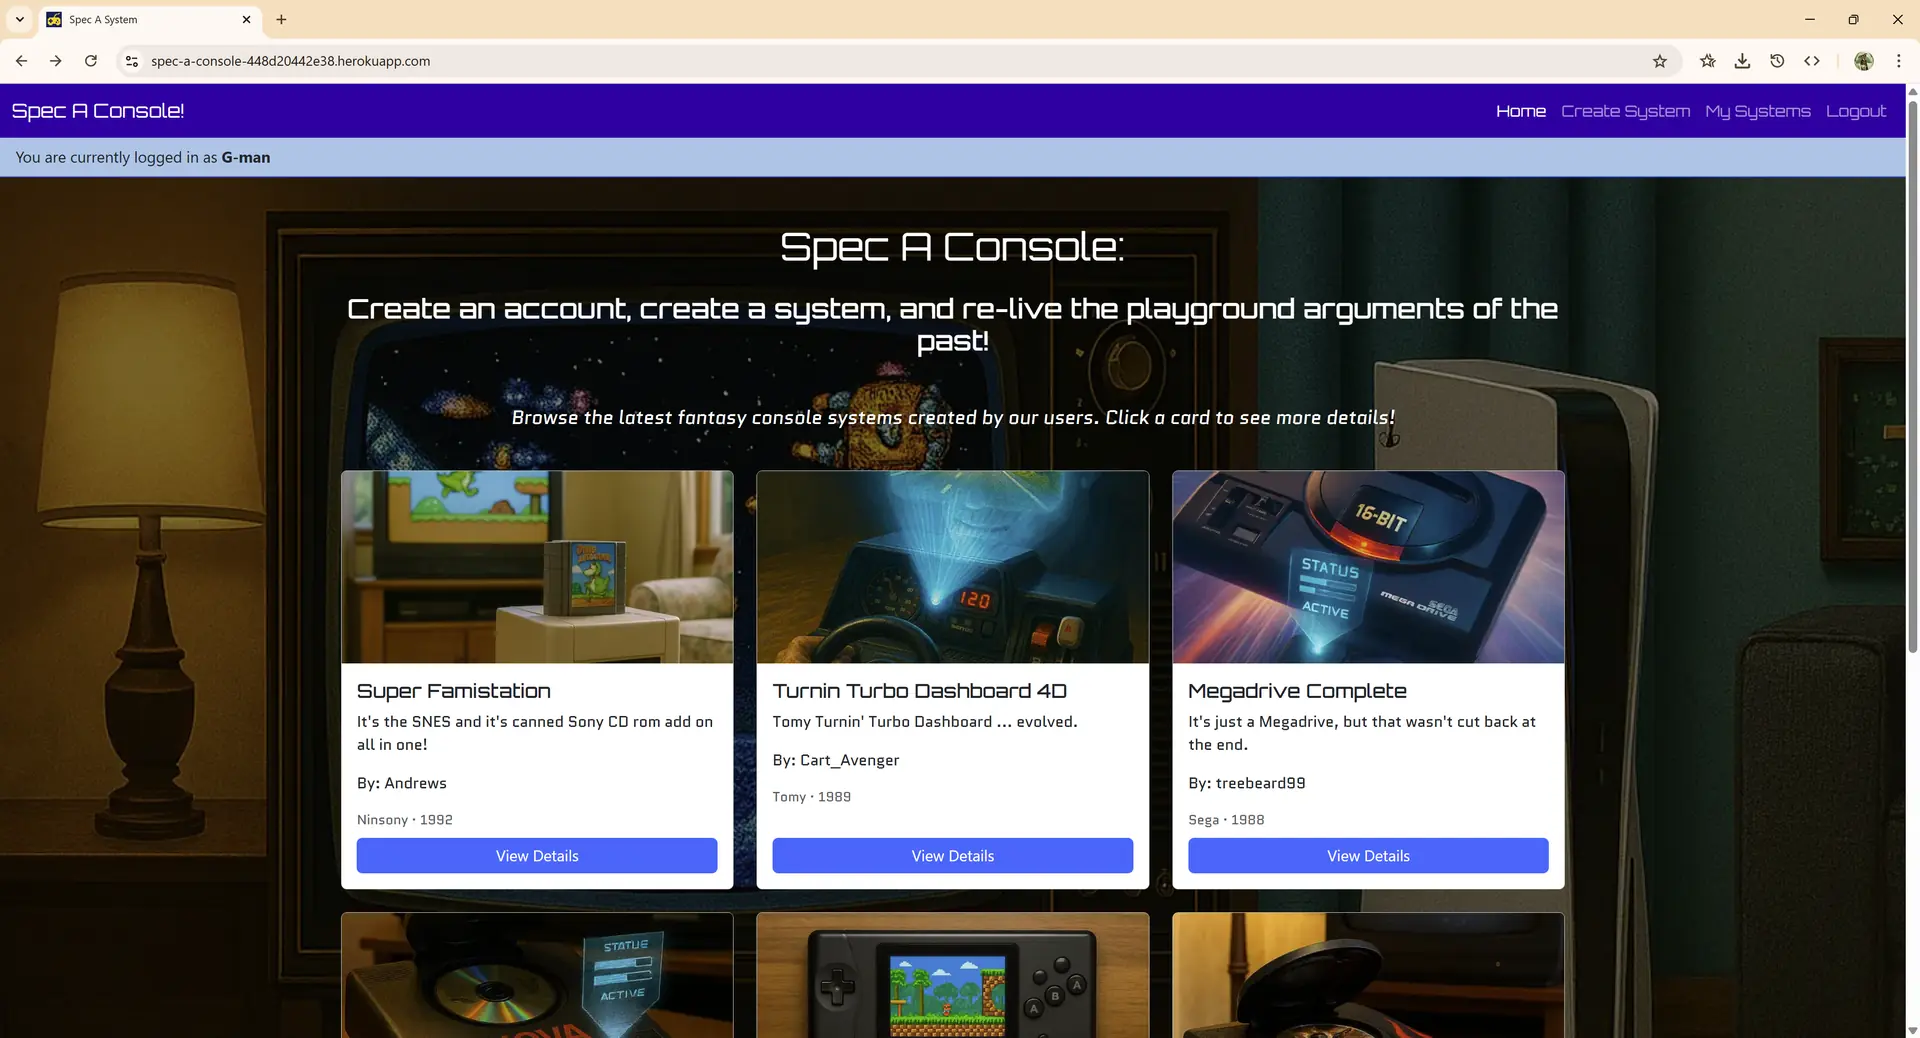 Spec A System
spec-a-console-448d20442e38.herokuapp.com
Spec A Console!
Home Create System My Systems Logout
You are currently logged in as G-man
Spec A Console:
Create an account, create a system, and re-live the playground arguments of the
past!
Browse the latest fantasy console systems created by our users. Click a card to see more details!
120
16-BIT
STATUS
ACTIVE
MEGA DRIVE
SEGA
Super Famistation
It's the SNES and it's canned Sony CD rom add on
all in one!
By: Andrews
Ninsony · 1992
View Details
Turnin Turbo Dashboard 4D
Tomy Turnin' Turbo Dashboard ... evolved.
By: Cart_Avenger
Tomy · 1989
View Details
Megadrive Complete
It's just a Megadrive, but that wasn't cut back at
the end.
By: treebeard99
Sega · 1988
View Details
STATUE
ACTIVE
A
B
A